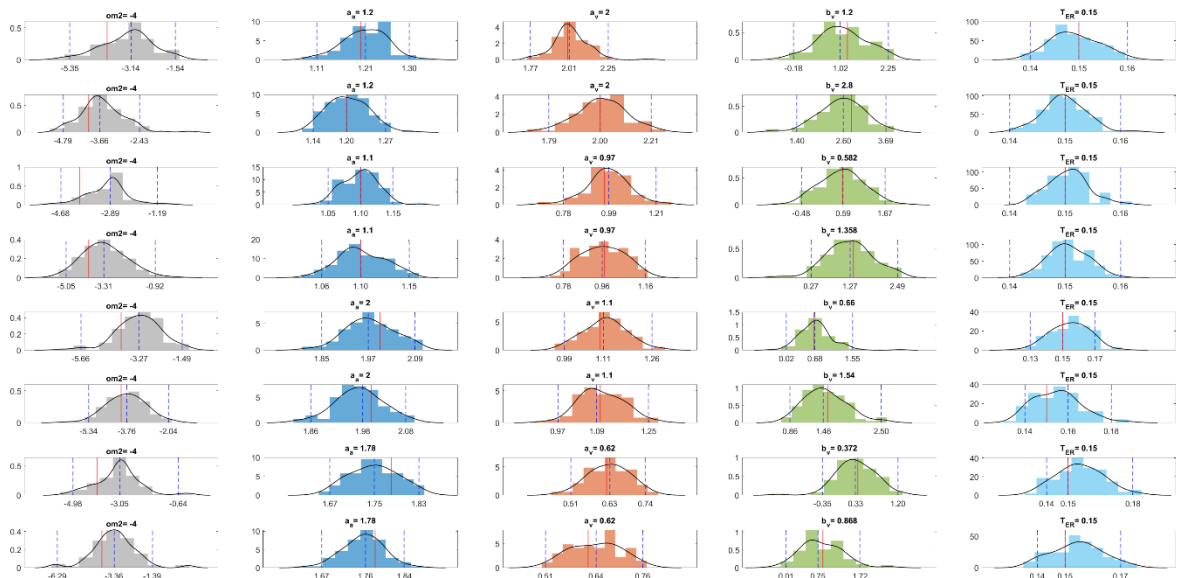 om2= -4 a_a = 1.2 a_v = 2 b_v = 1.2 T_ER = 0.15
0.5 0 10 5 0 4 2 0 0.5 0 50 0
-5.35 -3.14 -1.54 1.11 1.21 1.30 1.77 2.01 2.25 -0.18 1.02 2.25 0.14 0.15 0.16
om2= -4 a_a = 1.2 a_v = 2 b_v = 2.8 T_ER = 0.15
0.5 0 10 5 0 4 2 0 0.5 0 100 50 0
-4.79 -3.66 -2.43 1.14 1.20 1.27 1.79 2.00 2.21 1.40 2.60 3.69 0.14 0.15 0.16
om2= -4 a_a = 1.1 a_v = 0.97 b_v = 0.582 T_ER = 0.15
1 0.5 0 15 10 5 0 4 2 0 0.5 0 100 50 0
-4.68 -2.89 -1.19 1.05 1.10 1.15 0.78 0.99 1.21 -0.48 0.59 1.67 0.14 0.15 0.16
om2= -4 a_a = 1.1 a_v = 0.97 b_v = 1.358 T_ER = 0.15
0.4 0.2 0 20 10 0 4 2 0 0.5 0 100 50 0
-5.05 -3.31 -0.92 1.06 1.10 1.15 0.78 0.96 1.16 0.07 1.27 2.49 0.14 0.15 0.16
om2= -4 a_a = 2 a_v = 1.1 b_v = 0.66 T_ER = 0.15
0.4 0.2 0 5 0 5 0 1.5 1 0.5 0 40 20 0
-5.66 -3.27 -1.49 1.85 1.97 2.09 0.99 1.11 1.26 0.02 0.68 1.55 0.13 0.15 0.17
om2= -4 a_a = 2 a_v = 1.1 b_v = 1.54 T_ER = 0.15
0.5 0 5 0 5 0 1 0.5 0 40 20 0
-5.34 -3.76 -2.04 1.86 1.98 2.08 0.97 1.09 1.25 0.86 1.46 2.50 0.14 0.16 0.18
om2= -4 a_a = 1.78 a_v = 0.62 b_v = 0.372 T_ER = 0.15
0.5 0 10 5 0 5 0 0.5 0 40 20 0
-4.98 -3.05 -0.64 1.67 1.75 1.83 0.51 0.63 0.74 -0.35 0.33 1.20 0.14 0.15 0.18
om2= -4 a_a = 1.78 a_v = 0.62 b_v = 0.868 T_ER = 0.15
0.4 0.2 0 10 5 0 5 0 1 0.5 0 50 0
-6.29 -3.36 -1.39 1.67 1.76 1.84 0.51 0.64 0.76 0.01 0.76 1.72 0.14 0.15 0.17